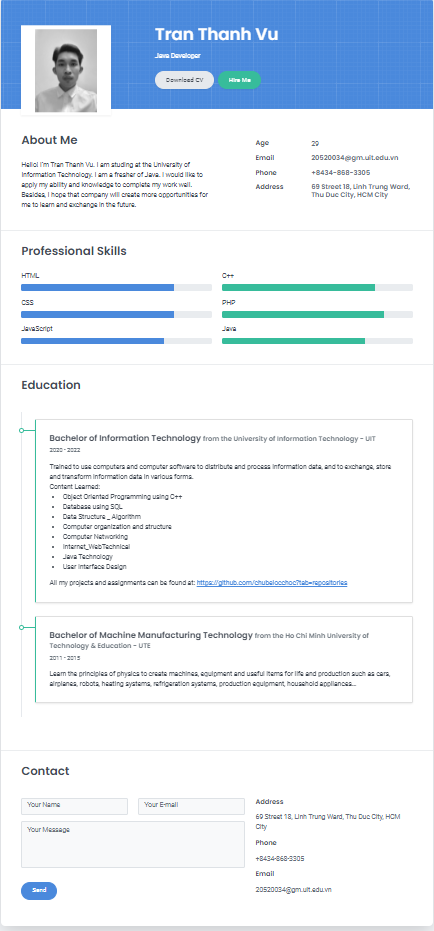 Tran Thanh Vu
Java Developer
Download CV
Hire Me
About Me
Hello! I'm Tran Thanh Vu. I am studing at the University of
Information Technology. I am a fresher of Java. I would like to
apply my ability and knowledge to complete my work well.
Besides, I hope that company will create more opportunities for
me to learn and exchange in the future.
Age 29
Email 20520034@gm.uit.edu.vn
Phone +8434-868-3305
Address 69 Street 18, Linh Trung Ward,
Thu Duc City, HCM City
Professional Skills
HTML
C++
CSS
PHP
JavaScript
Java
Education
Bachelor of Information Technology from the University of Information Technology - UIT
2020 - 2022
Trained to use computers and computer software to distribute and process information data, and to exchange, store
and transform information data in various forms.
Content Learned:
• Object Oriented Programming using C++
• Database using SQL
• Data Structure _ Algorithm
• Computer organization and structure
• Computer Networking
• Internet_WebTechnical
• Java Technology
• User Interface Design
All my projects and assignments can be found at: https://github.com/chubelocchoc?tab=repositories
Bachelor of Machine Manufacturing Technology from the Ho Chi Minh University of
Technology & Education - UTE
2011 - 2015
Learn the principles of physics to create machines, equipment and useful items for life and production such as cars,
airplanes, robots, heating systems, refrigeration systems, production equipment, household appliances...
Contact
Your Name
Your E-mail
Your Message
Send
Address
69 Street 18, Linh Trung Ward, Thu Duc City, HCM
City
Phone
+8434-868-3305
Email
20520034@gm.uit.edu.vn